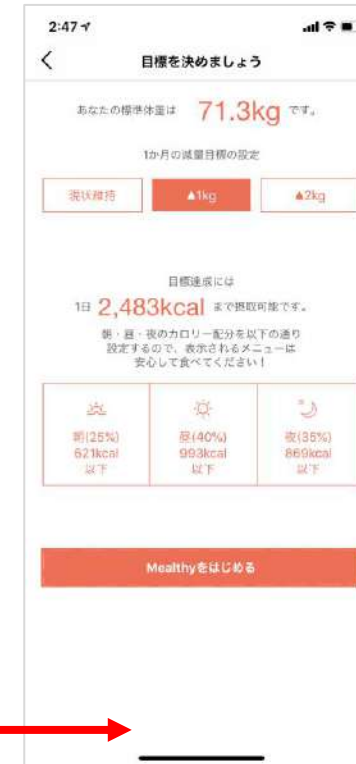 2:47
目標を決めましょう
あなたの標準体重は 71.3kg です。
1か月の減量目標の設定
現状維持 ▲1kg ▲2kg
目標達成には
1日 2,483kcal まで摂取可能です。
朝・昼・夜のカロリー配分を以下の通り
設定するので、表示されるメニューは
安心して食べてください!
朝(25%) 昼(40%) 夜(35%)
621kcal 993kcal 869kcal
以下 以下 以下
Mealthyをはじめる